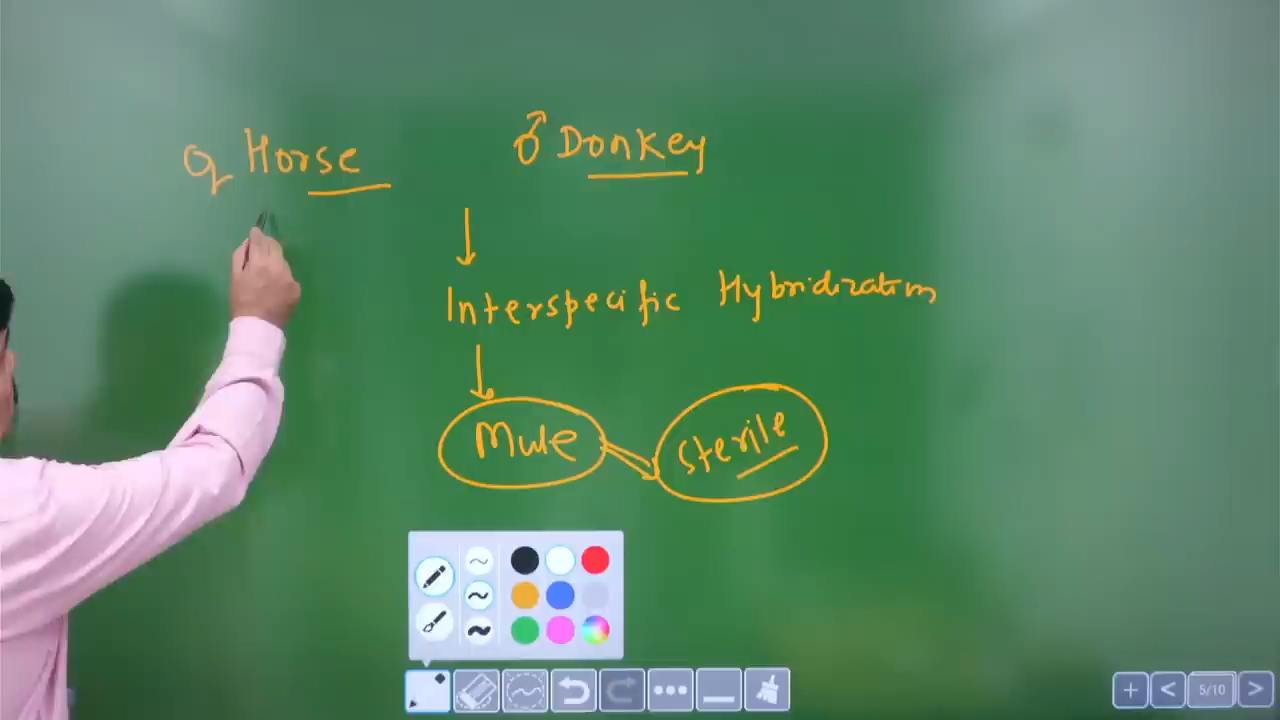 ♀ Horse ♂ Donkey
↓
Interspecific Hybridization
↓
Mule Sterile
5/10